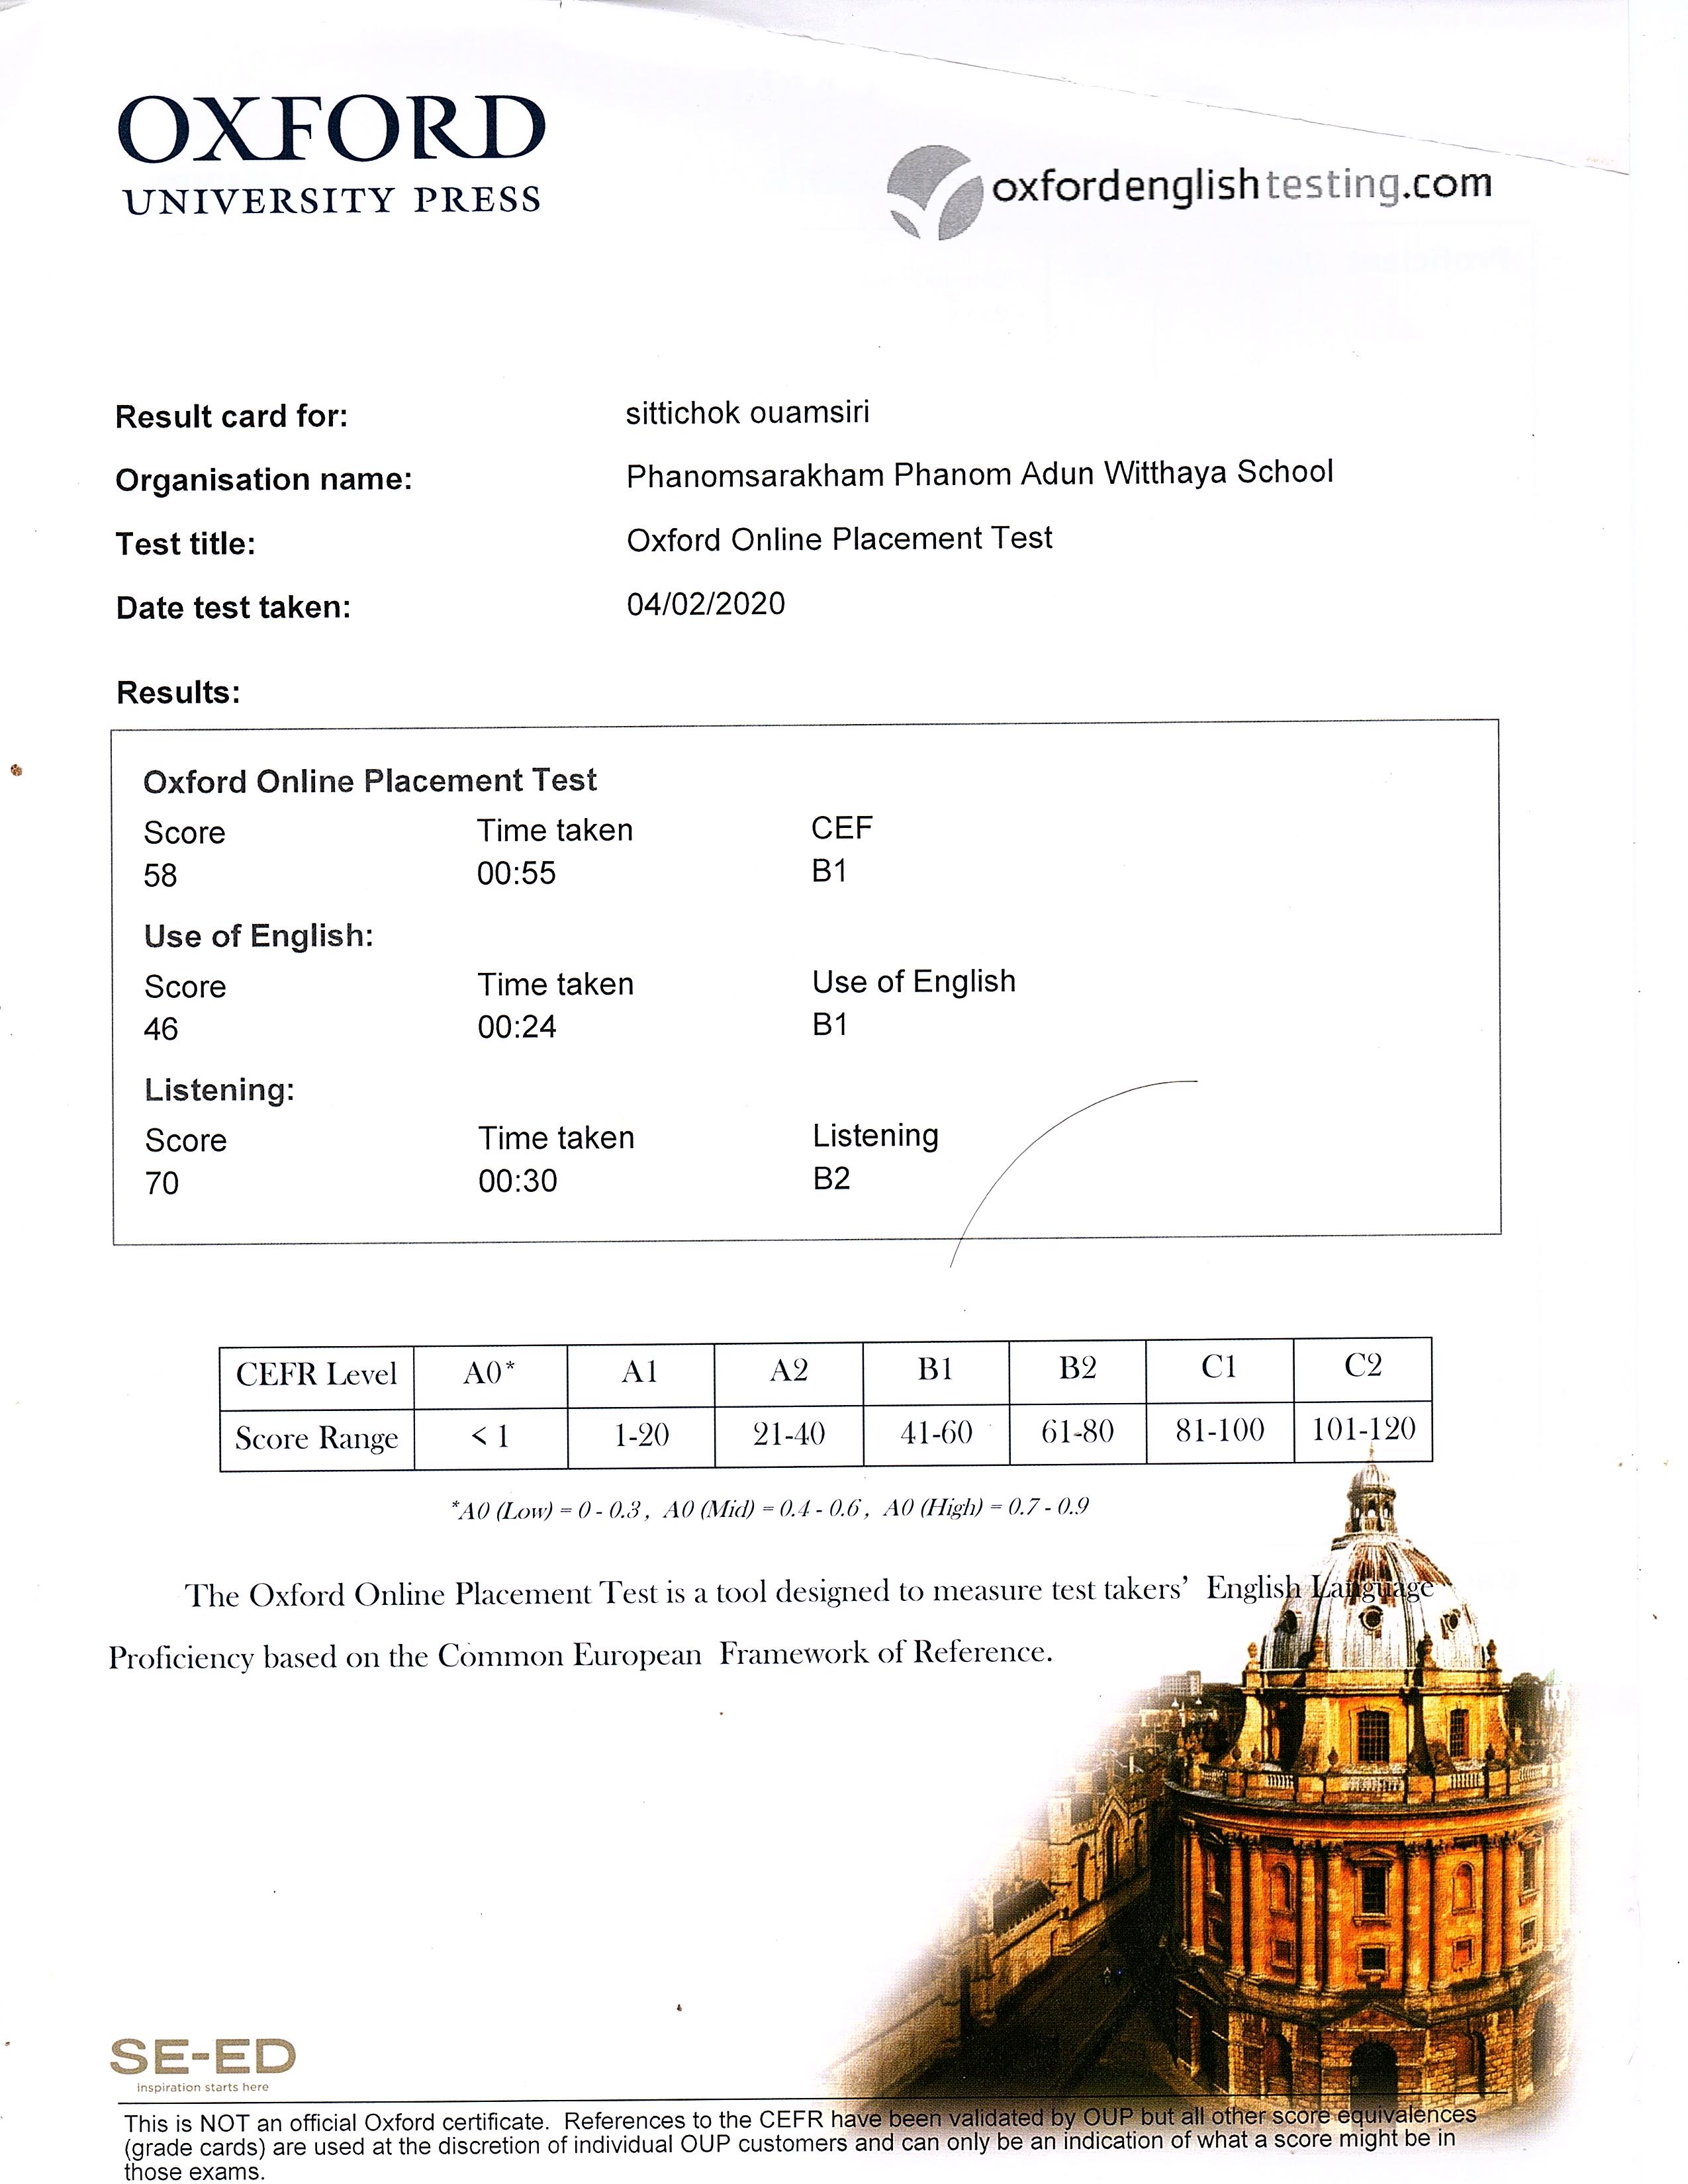 OXFORD
UNIVERSITY PRESS
oxfordenglishtesting.com
Result card for: sittichok ouamsiri
Organisation name: Phanomsarakham Phanom Adun Witthaya School
Test title: Oxford Online Placement Test
Date test taken: 04/02/2020
Results:
Oxford Online Placement Test
Score Time taken CEF
58 00:55 B1
Use of English:
Score Time taken Use of English
46 00:24 B1
Listening:
Score Time taken Listening
70 00:30 B2
CEFR Level A0* A1 A2 B1 B2 C1 C2
Score Range < 1 1-20 21-40 41-60 61-80 81-100 101-120
*A0 (Low) = 0 - 0.3 , A0 (Mid) = 0.4 - 0.6 , A0 (High) = 0.7 - 0.9
The Oxford Online Placement Test is a tool designed to measure test takers' English Language
Proficiency based on the Common European Framework of Reference.
SE-ED
inspiration starts here
This is NOT an official Oxford certificate. References to the CEFR have been validated by OUP but all other score equivalences
(grade cards) are used at the discretion of individual OUP customers and can only be an indication of what a score might be in
those exams.